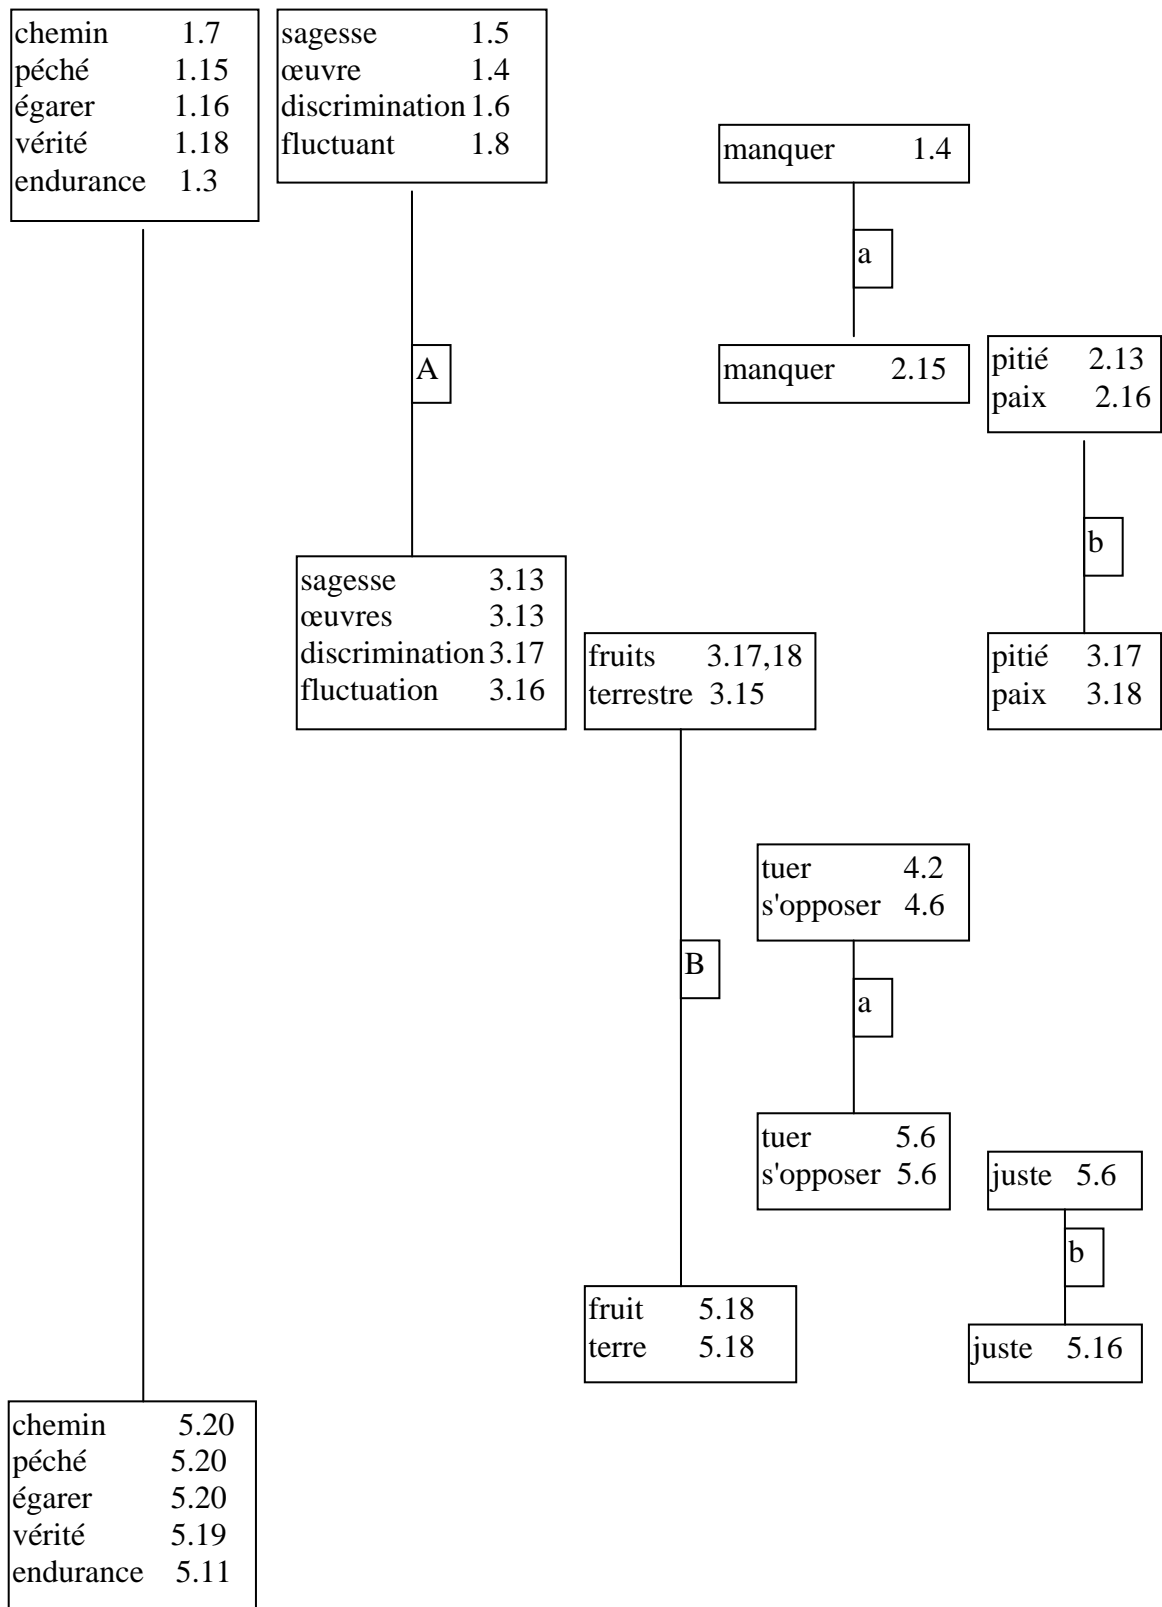 chemin 1.7
péché 1.15
égarer 1.16
vérité 1.18
endurance 1.3
sagesse 1.5
œuvre 1.4
discrimination 1.6
fluctuant 1.8
manquer 1.4
a
manquer 2.15
pitié 2.13
paix 2.16
A
b
sagesse 3.13
œuvres 3.13
discrimination 3.17
fluctuation 3.16
fruits 3.17,18
terrestre 3.15
pitié 3.17
paix 3.18
tuer 4.2
s'opposer 4.6
B
a
tuer 5.6
s'opposer 5.6
juste 5.6
b
fruit 5.18
terre 5.18
juste 5.16
chemin 5.20
péché 5.20
égarer 5.20
vérité 5.19
endurance 5.11